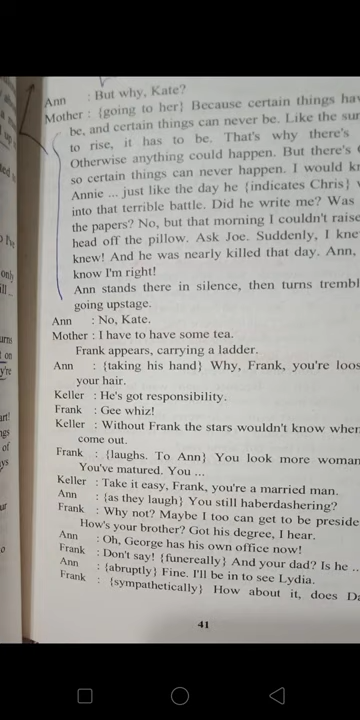 Ann : But why, Kate?
Mother : {going to her} Because certain things hav
be, and certain things can never be. Like the sun
to rise, it has to be. That's why there's
Otherwise anything could happen. But there's
so certain things can never happen. I would kn
Annie ... just like the day he {indicates Chris}
into that terrible battle. Did he write me? Was
the papers? No, but that morning I couldn't raise
head off the pillow. Ask Joe. Suddenly, I knew
knew! And he was nearly killed that day. Ann,
know I'm right!
Ann stands there in silence, then turns trembl
going upstage.
Ann : No, Kate.
Mother : I have to have some tea.
Frank appears, carrying a ladder.
Ann : {taking his hand} Why, Frank, you're loos
your hair.
Keller : He's got responsibility.
Frank : Gee whiz!
Keller : Without Frank the stars wouldn't know when
come out.
Frank : {laughs. To Ann} You look more woman
You've matured. You ...
Keller : Take it easy, Frank, you're a married man.
Ann : {as they laugh} You still haberdashering?
Frank : Why not? Maybe I too can get to be preside
How's your brother? Got his degree, I hear.
Ann : Oh, George has his own office now!
Frank : Don't say! {funereally} And your dad? Is he ..
Ann : {abruptly} Fine. I'll be in to see Lydia.
Frank : {sympathetically} How about it, does Da
41